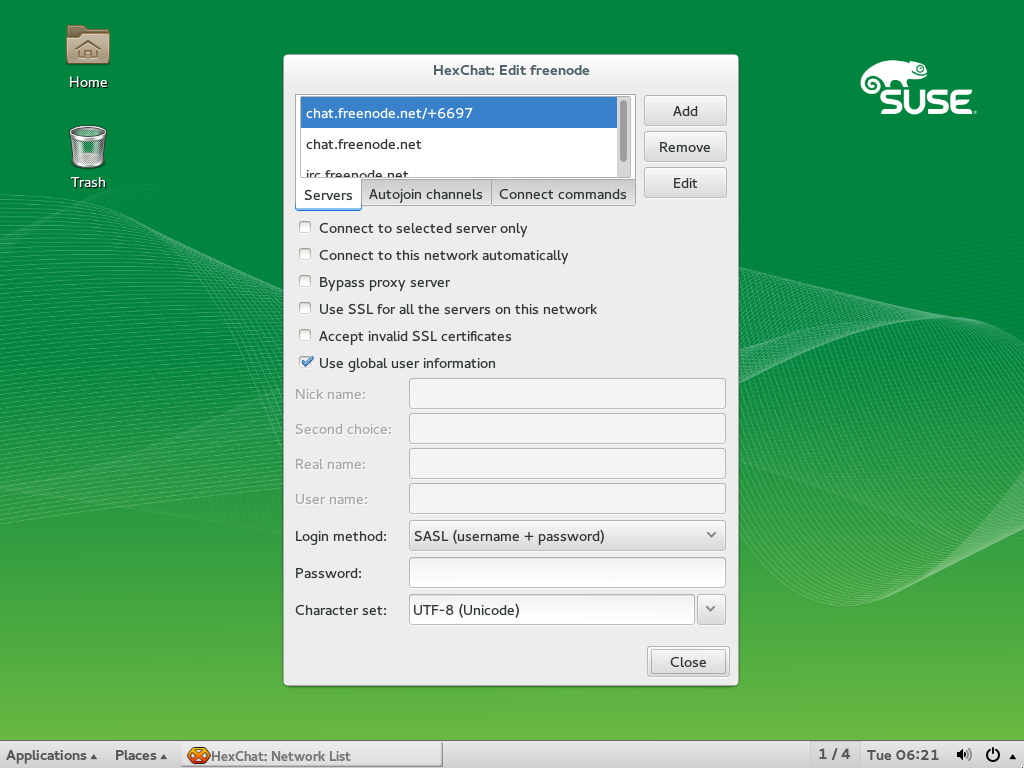 Home
Trash
SUSE
HexChat: Edit freenode
chat.freenode.net/+6697
chat.freenode.net
irc.freenode.net
Add
Remove
Edit
Servers Autojoin channels Connect commands
Connect to selected server only
Connect to this network automatically
Bypass proxy server
Use SSL for all the servers on this network
Accept invalid SSL certificates
Use global user information
Nick name:
Second choice:
Real name:
User name:
Login method: SASL (username + password)
Password:
Character set: UTF-8 (Unicode)
Close
Applications Places HexChat: Network List 1 / 4 Tue 06:21